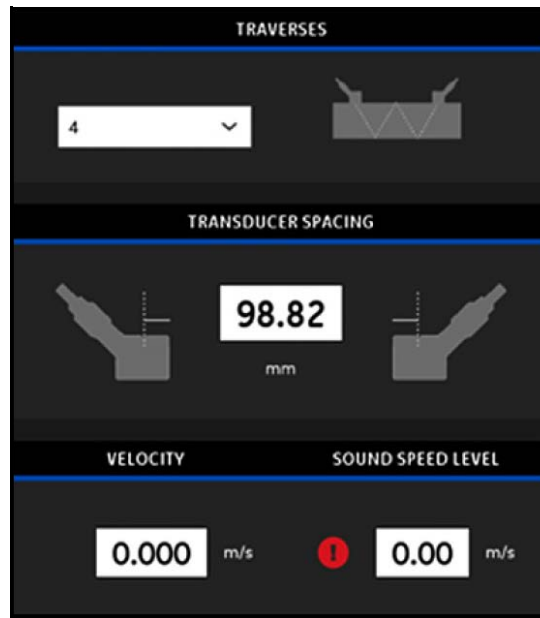 TRAVERSES
4
TRANSDUCER SPACING
98.82
mm
VELOCITY SOUND SPEED LEVEL
0.000 m/s ! 0.00 m/s